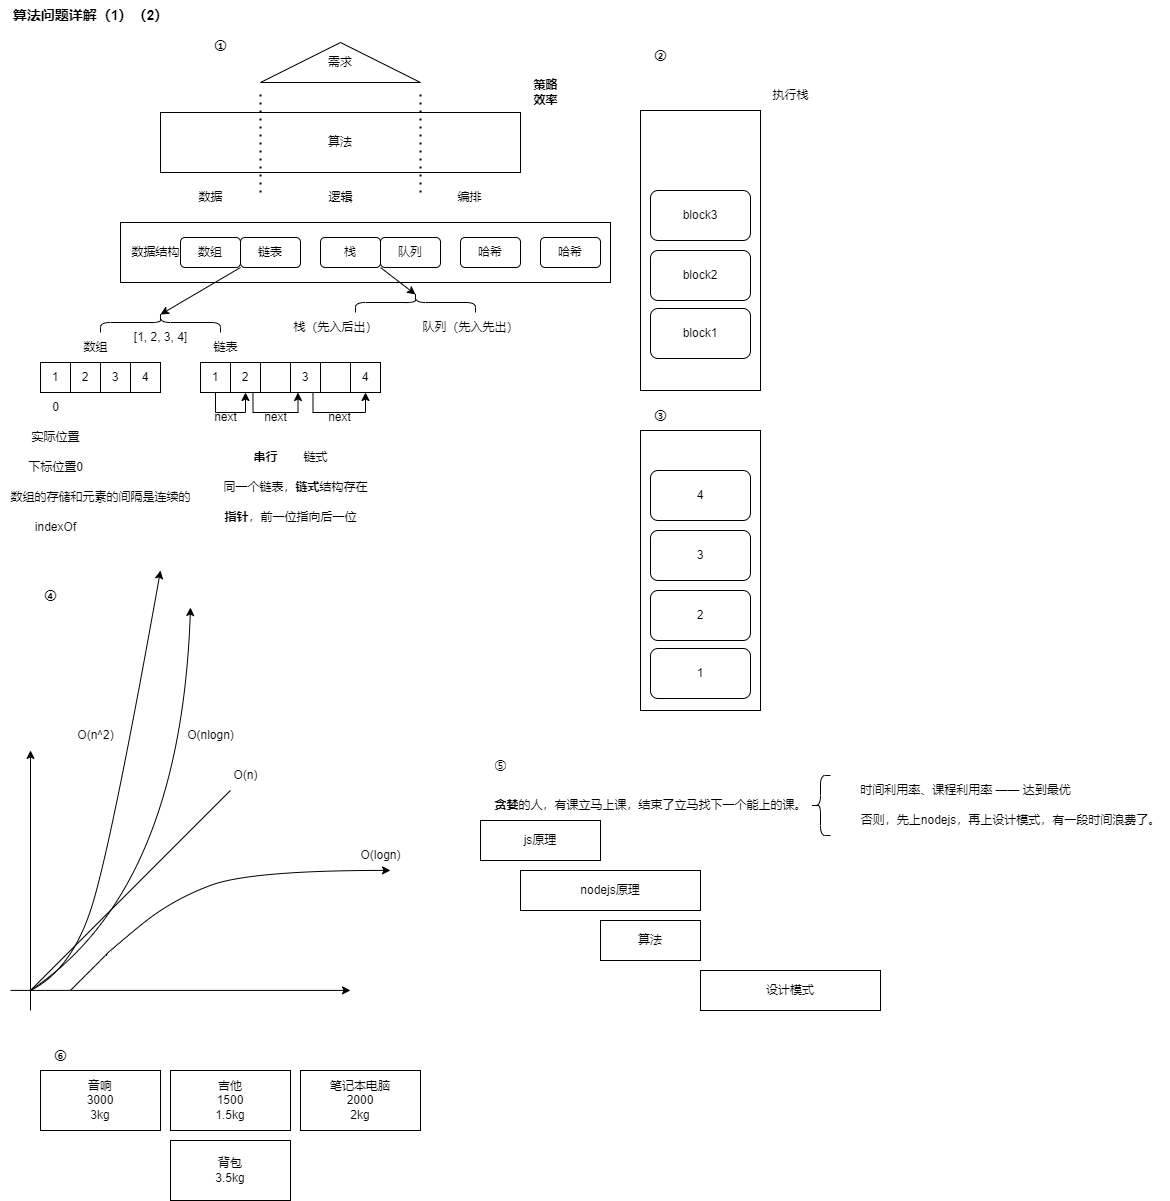 算法问题详解（1）（2）
①
需求
策略
效率
算法
数据
逻辑
编排
数据结构
数组
链表
栈
队列
哈希
哈希
栈（先入后出）
队列（先入先出）
[1, 2, 3, 4]
数组
链表
1 2 3 4
1 2 3 4
0
next next next
实际位置
串行 链式
下标位置0
同一个链表，链式结构存在
数组的存储和元素的间隔是连续的
指针，前一位指向后一位
indexOf
②
执行栈
block3
block2
block1
③
4
3
2
1
④
O(n^2)
O(nlogn)
O(n)
O(logn)
⑤
贪婪的人，有课立马上课，结束了立马找下一个能上的课。
时间利用率、课程利用率 —— 达到最优
否则，先上nodejs，再上设计模式，有一段时间浪费了。
js原理
nodejs原理
算法
设计模式
⑥
音响
3000
3kg
吉他
1500
1.5kg
笔记本电脑
2000
2kg
背包
3.5kg